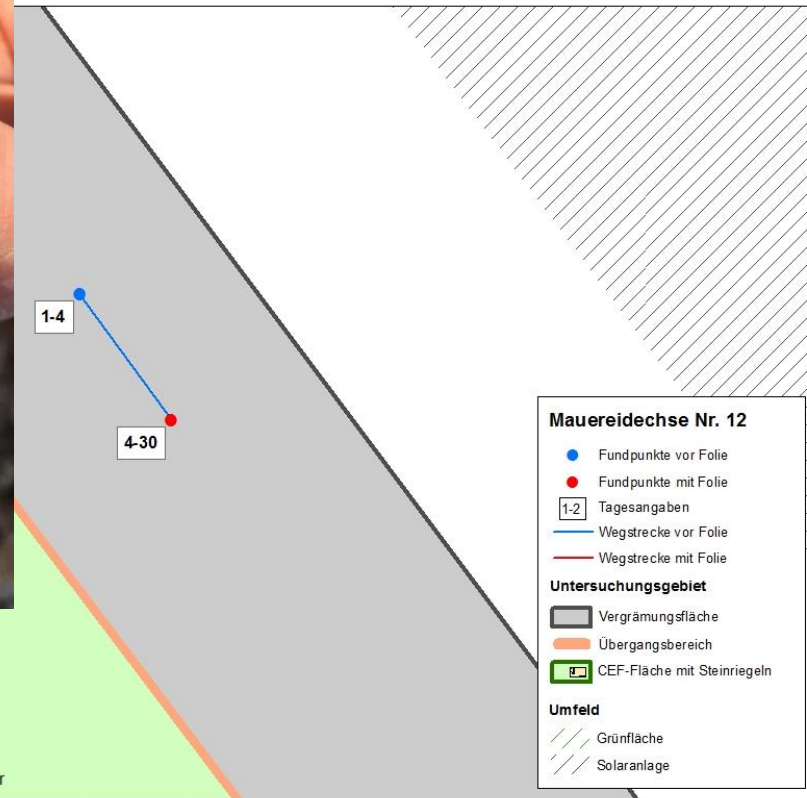 1-4
4-30
Mauereidechse Nr. 12
Fundpunkte vor Folie
Fundpunkte mit Folie
1-2 Tagesangaben
Wegstrecke vor Folie
Wegstrecke mit Folie
Untersuchungsgebiet
Vergrämungsfläche
Übergangsbereich
CEF-Fläche mit Steinriegeln
Umfeld
Grünfläche
Solaranlage
r